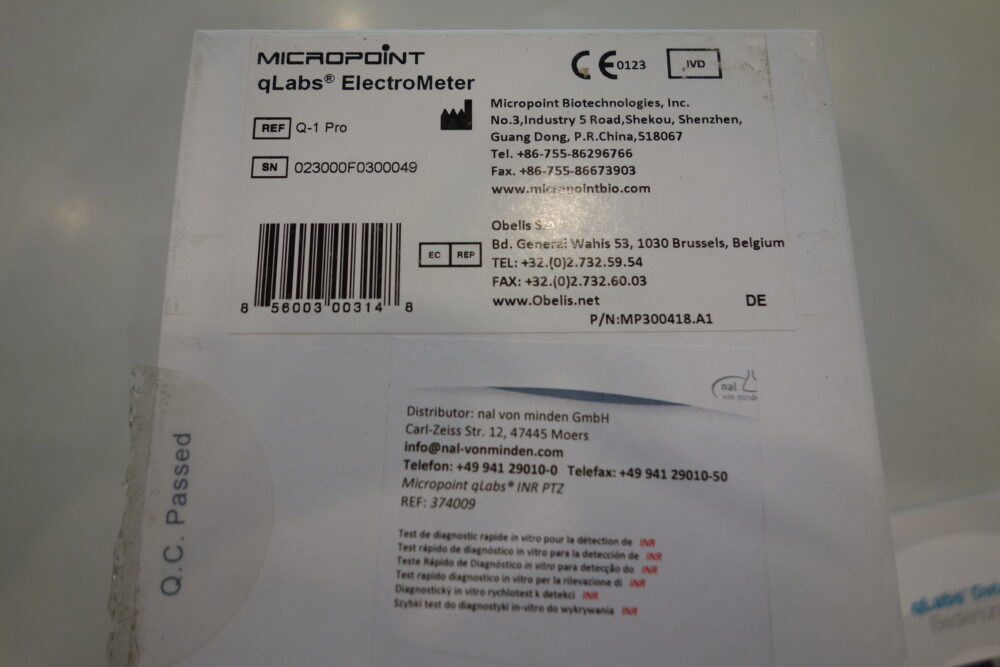 MICROPOINT
qLabs® ElectroMeter
REF Q-1 Pro
SN 023000F0300049
CE 0123
IVD
Micropoint Biotechnologies, Inc.
No.3,Industry 5 Road,Shekou, Shenzhen,
Guang Dong, P.R.China,518067
Tel. +86-755-86296766
Fax. +86-755-86673903
www.micropointbio.com
8 56003 00314 8
EC REP
Obelis S.A
Bd. General Wahis 53, 1030 Brussels, Belgium
TEL: +32.(0)2.732.59.54
FAX: +32.(0)2.732.60.03
www.Obelis.net
DE
P/N:MP300418.A1
nal
von minden
Distributor: nal von minden GmbH
Carl-Zeiss Str. 12, 47445 Moers
info@nal-vonminden.com
Telefon: +49 941 29010-0 Telefax: +49 941 29010-50
Micropoint qLabs® INR PTZ
REF: 374009
Test de diagnostic rapide in vitro pour la détection de INR
Test rápido de diagnóstico in vitro para la detección de INR
Teste Rápido de Diagnóstico in vitro para detecção do INR
Test rapido diagnostico in vitro per la rilevazione di INR
Diagnostický in vitro rychlotest k detekci INR
Szybki test do diagnostyki in-vitro do wykrywania INR
Q.C. Passed
qLabs®